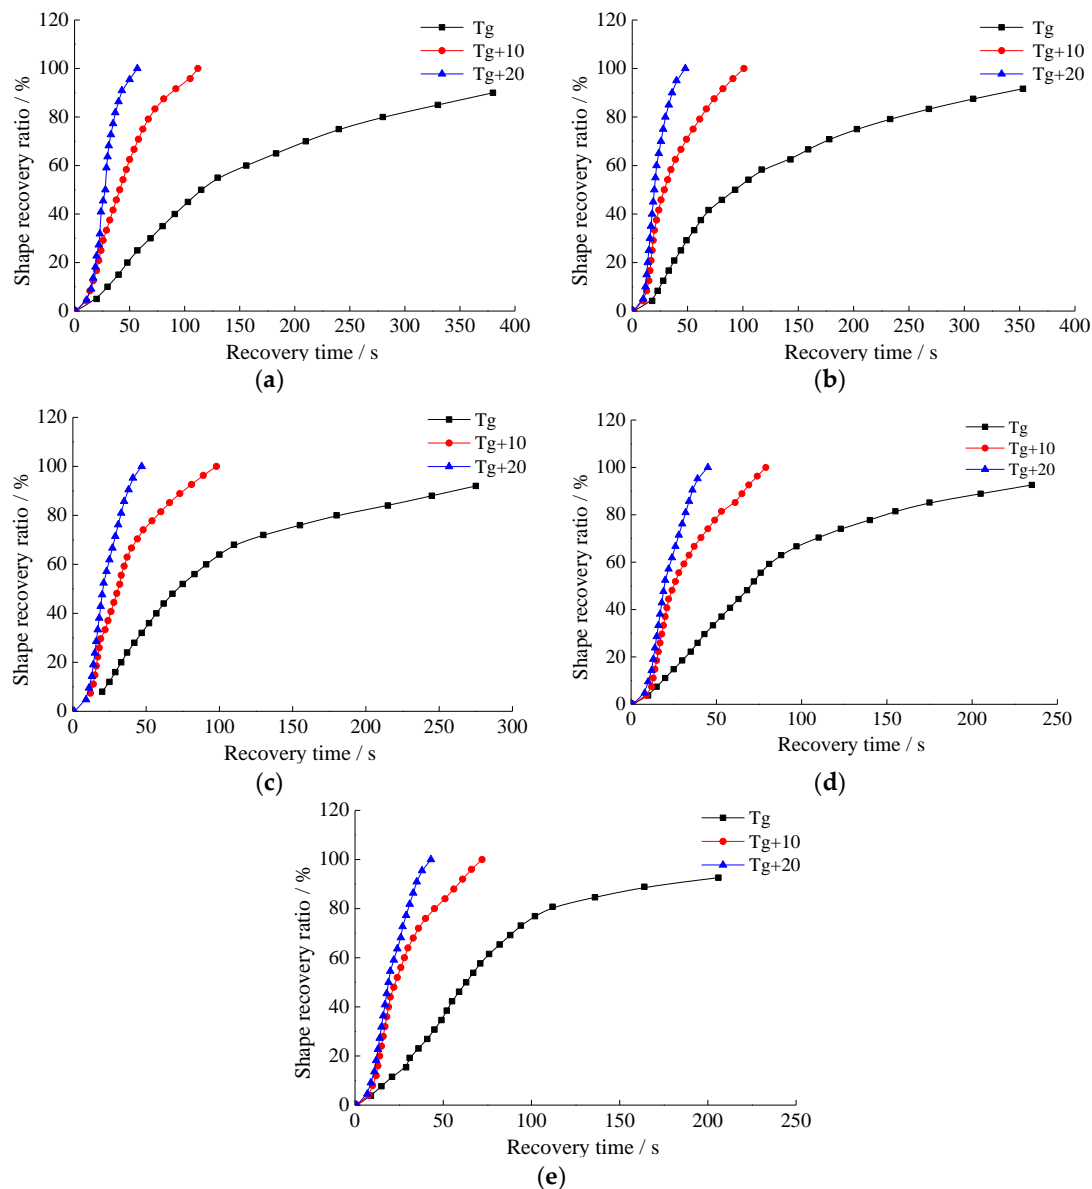 120
100
80
60
40
20
0
Shape recovery ratio / %
Tg
Tg+10
Tg+20
0 50 100 150 200 250 300 350 400
Recovery time / s
(a)
120
100
80
60
40
20
0
Shape recovery ratio / %
Tg
Tg+10
Tg+20
0 50 100 150 200 250 300 350 400
Recovery time / s
(b)
120
100
80
60
40
20
0
Shape recovery ratio / %
Tg
Tg+10
Tg+20
0 50 100 150 200 250 300
Recovery time / s
(c)
120
100
80
60
40
20
0
Shape recovery ratio / %
Tg
Tg+10
Tg+20
0 50 100 150 200 250
Recovery time / s
(d)
120
100
80
60
40
20
0
Shape recovery ratio / %
Tg
Tg+10
Tg+20
0 50 100 150 200 250
Recovery time / s
(e)